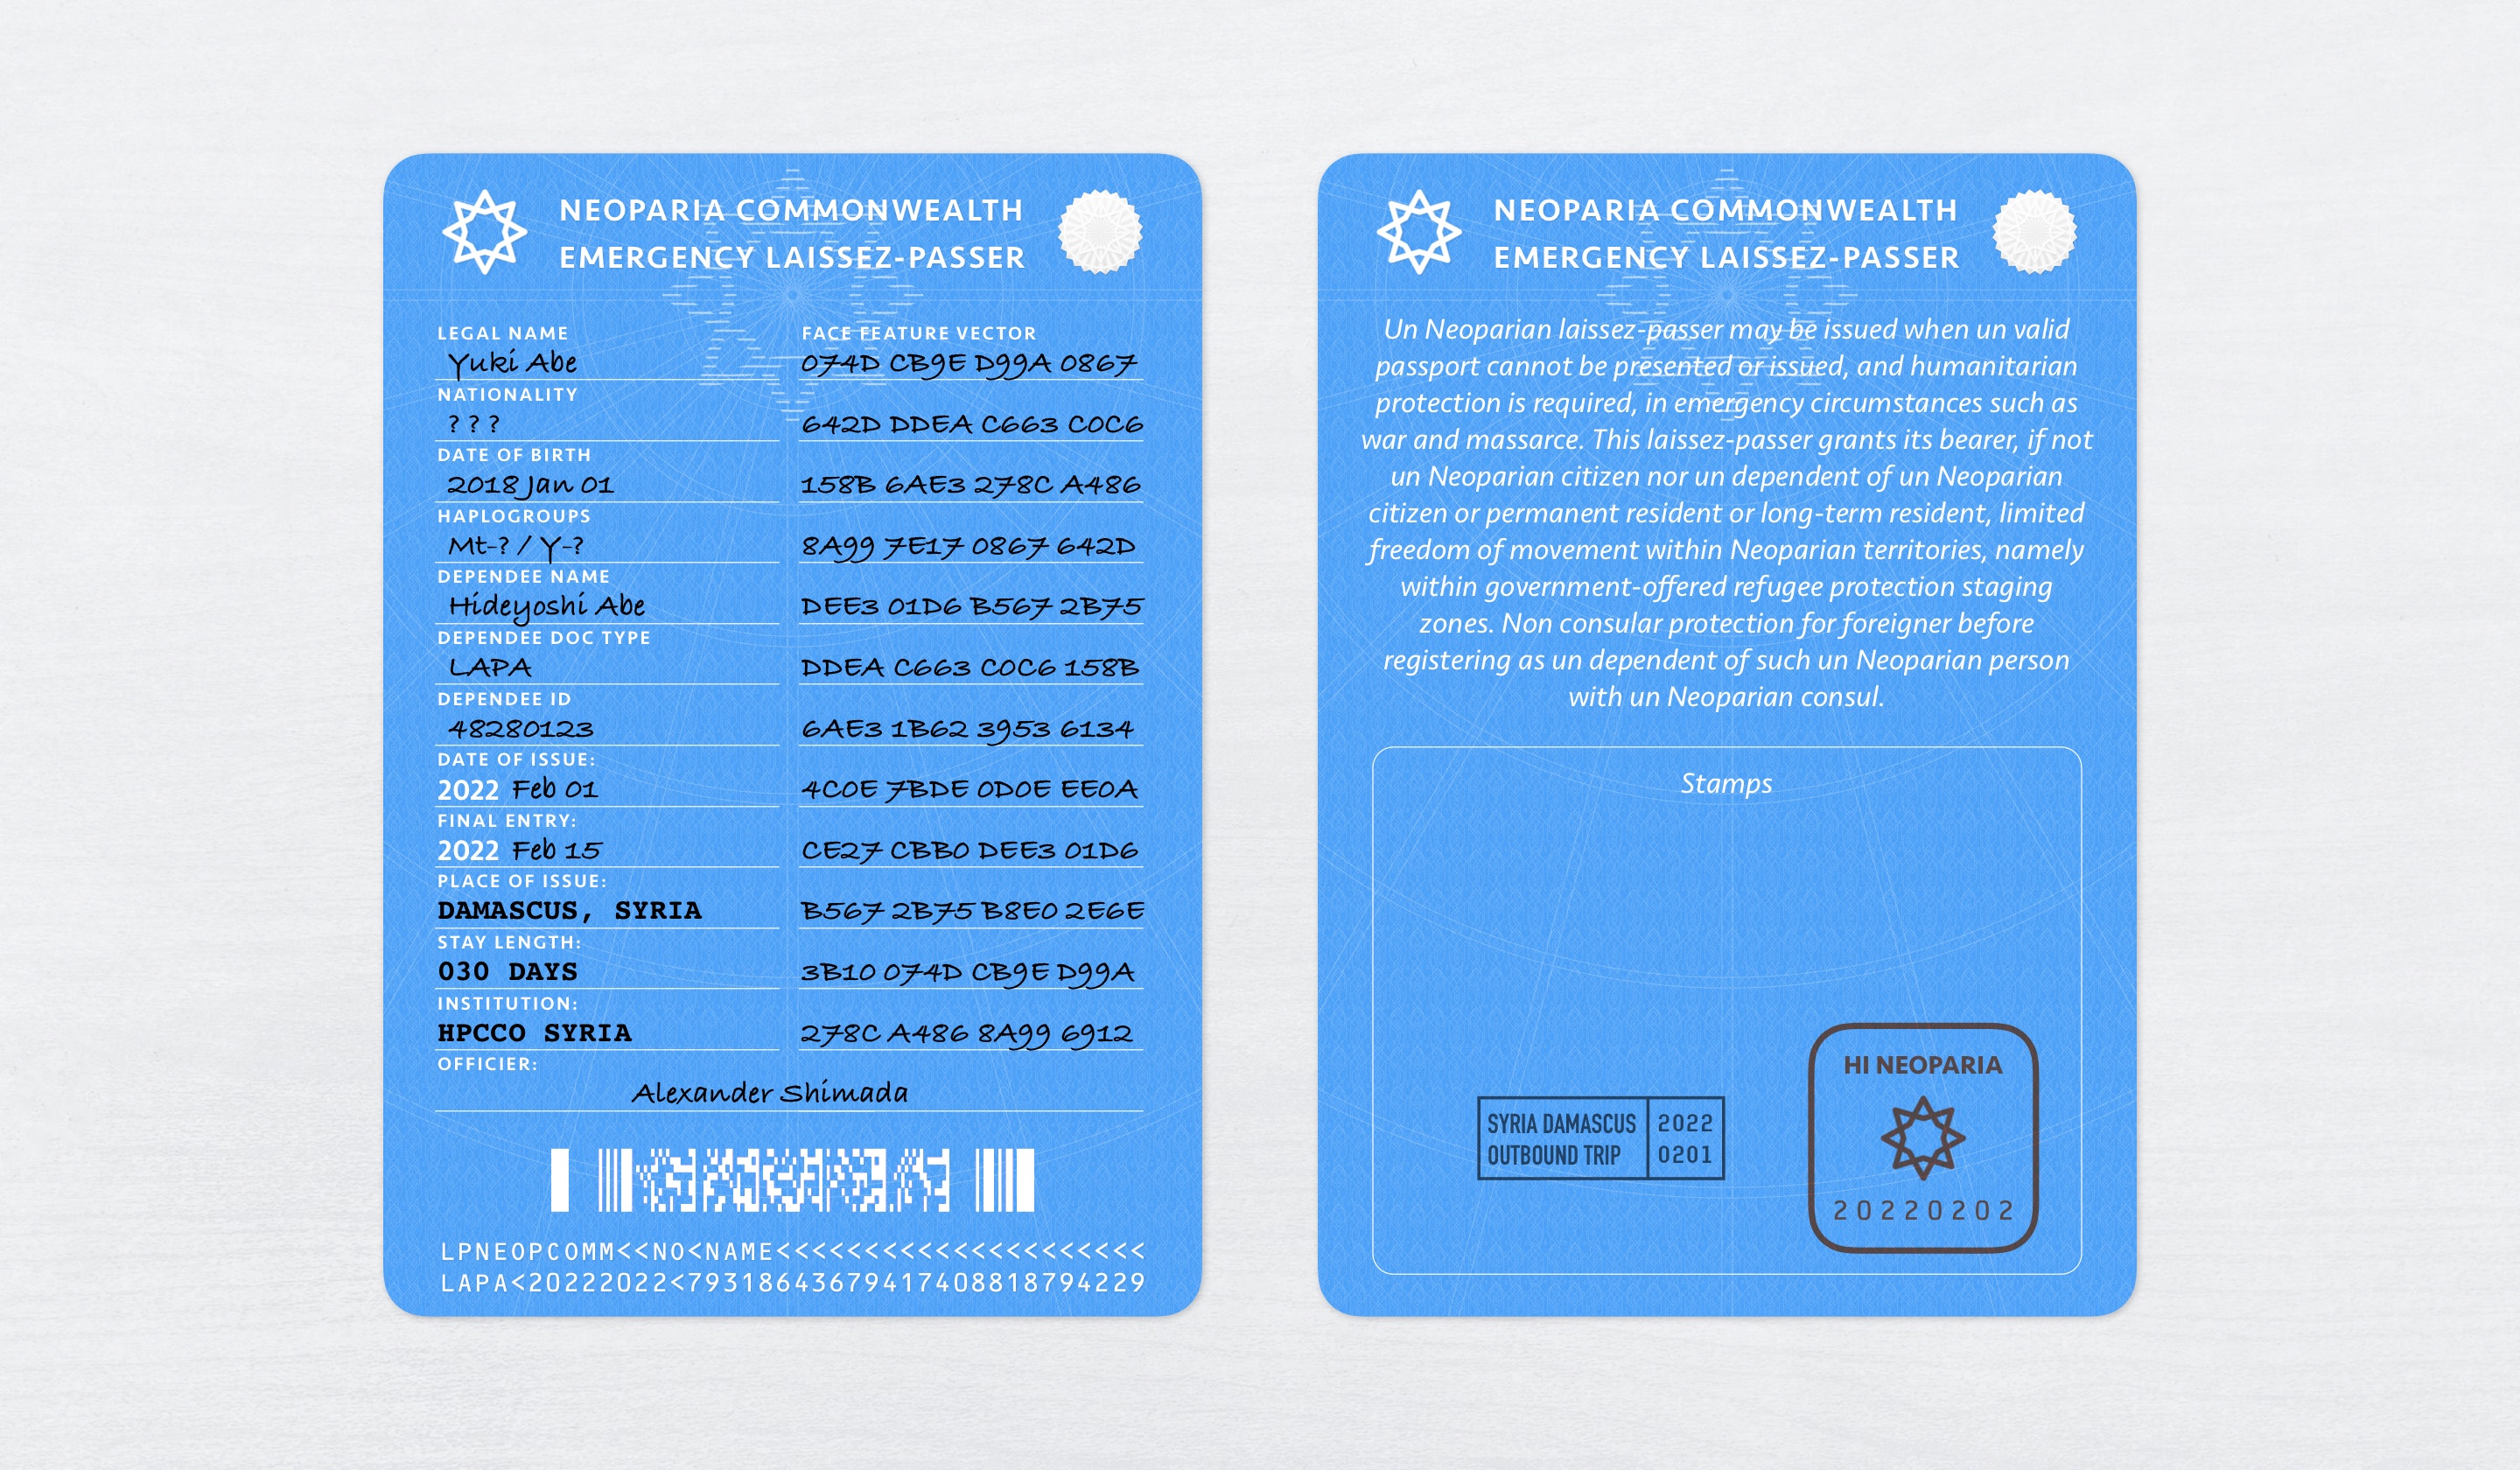 NEOPARIA COMMONWEALTH
EMERGENCY LAISSEZ-PASSER
LEGAL NAME
Yuki Abe
NATIONALITY
? ? ?
DATE OF BIRTH
2018 Jan 01
HAPLOGROUPS
Mt-? / Y-?
DEPENDEE NAME
Hideyoshi Abe
DEPENDEE DOC TYPE
LAPA
DEPENDEE ID
48280123
DATE OF ISSUE:
2022 Feb 01
FINAL ENTRY:
2022 Feb 15
PLACE OF ISSUE:
DAMASCUS, SYRIA
STAY LENGTH:
030 DAYS
INSTITUTION:
HPCCO SYRIA
OFFICIER:
Alexander Shimada
FACE FEATURE VECTOR
074D CB9E D99A 0867
642D DDEA C663 C0C6
158B 6AE3 278C A486
8A99 7E17 0867 642D
DEE3 01D6 B567 2B75
DDEA C663 C0C6 158B
6AE3 1B62 3953 6134
4C0E 7BDE 0D0E EE0A
CE27 CBB0 DEE3 01D6
B567 2B75 B8E0 2E6E
3B10 074D CB9E D99A
278C A486 8A99 6912
LPNEOPCOMM<<NO<NAME<<<<<<<<<<<<<<<<<<<<<
LAPA<20222022<79318643679417408818794229
NEOPARIA COMMONWEALTH
EMERGENCY LAISSEZ-PASSER
Un Neoparian laissez-passer may be issued when un valid
passport cannot be presented or issued, and humanitarian
protection is required, in emergency circumstances such as
war and massarce. This laissez-passer grants its bearer, if not
un Neoparian citizen nor un dependent of un Neoparian
citizen or permanent resident or long-term resident, limited
freedom of movement within Neoparian territories, namely
within government-offered refugee protection staging
zones. Non consular protection for foreigner before
registering as un dependent of such un Neoparian person
with un Neoparian consul.
Stamps
SYRIA DAMASCUS
OUTBOUND TRIP
2022
0201
HI NEOPARIA
20220202